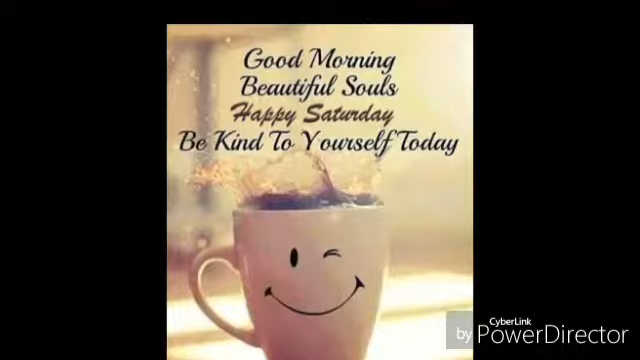 Good Morning
Beautiful Souls
Happy Saturday
Be Kind To Yourself Today
CyberLink
by PowerDirector